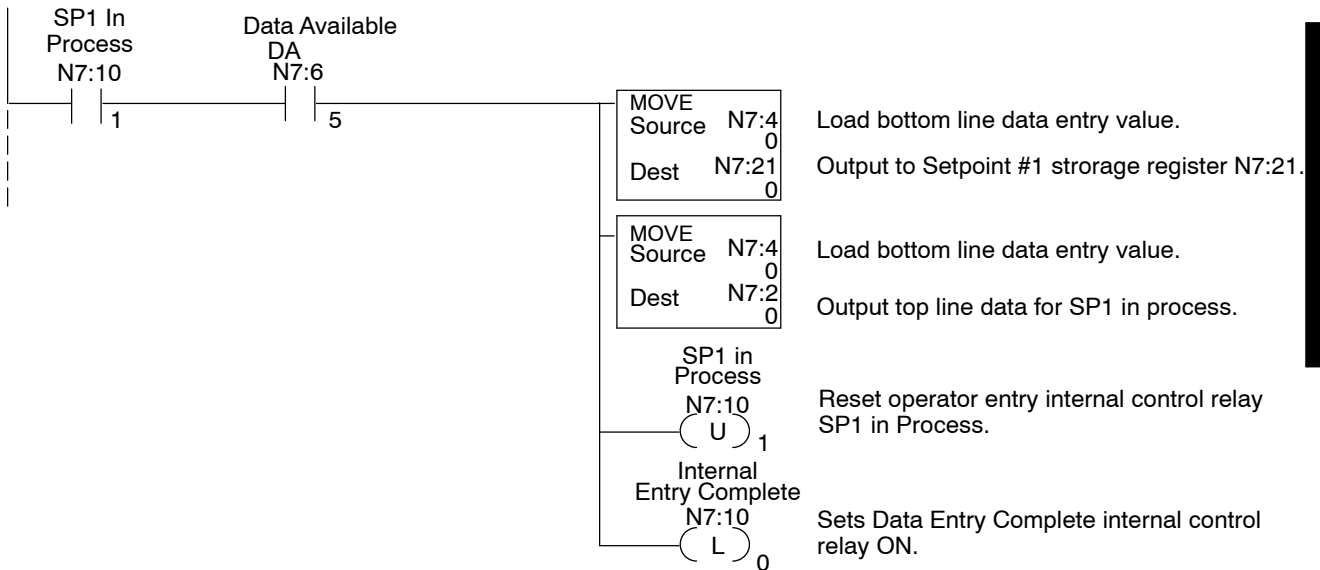 SP1 In
Process
N7:10
1
Data Available
DA
N7:6
5
MOVE
Source N7:4
0
Dest N7:21
0
Load bottom line data entry value.
Output to Setpoint #1 strorage register N7:21.
MOVE
Source N7:4
0
Dest N7:2
0
Load bottom line data entry value.
Output top line data for SP1 in process.
SP1 in
Process
N7:10
U
1
Reset operator entry internal control relay
SP1 in Process.
Internal
Entry Complete
N7:10
L
0
Sets Data Entry Complete internal control
relay ON.